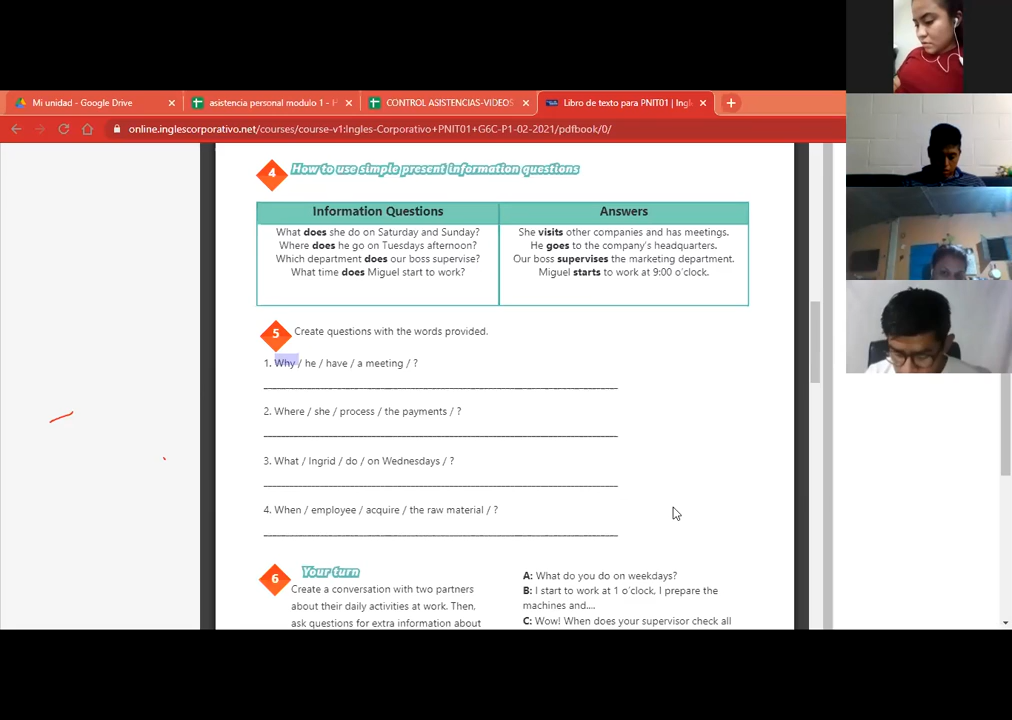 Mi unidad - Google Drive
asistencia personal modulo 1 - H
CONTROL ASISTENCIAS-VIDEOS
Libro de texto para PNIT01 | Ingl
online.inglescorporativo.net/courses/course-v1:Ingles-Corporativo+PNIT01+G6C-P1-02-2021/pdfbook/0/
4 How to use simple present information questions
Information Questions Answers
What does she do on Saturday and Sunday? She visits other companies and has meetings.
Where does he go on Tuesdays afternoon? He goes to the company's headquarters.
Which department does our boss supervise? Our boss supervises the marketing department.
What time does Miguel start to work? Miguel starts to work at 9:00 o'clock.
5 Create questions with the words provided.
1. Why / he / have / a meeting / ?
2. Where / she / process / the payments / ?
3. What / Ingrid / do / on Wednesdays / ?
4. When / employee / acquire / the raw material / ?
6 Your turn
Create a conversation with two partners
about their daily activities at work. Then,
ask questions for extra information about
A: What do you do on weekdays?
B: I start to work at 1 o'clock, I prepare the
machines and....
C: Wow! When does your supervisor check all